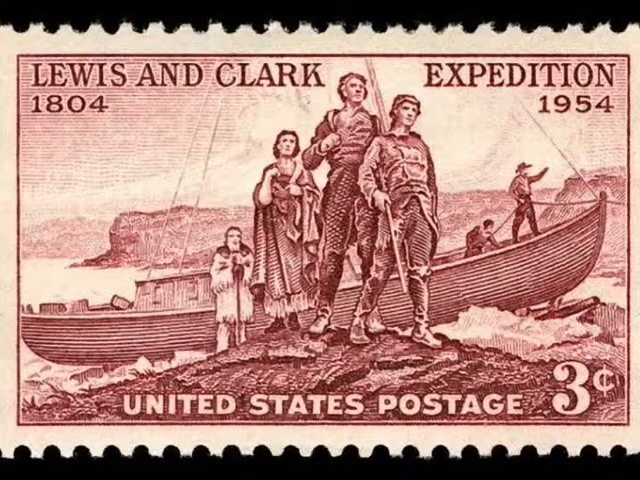 LEWIS AND CLARK EXPEDITION
1804 1954
3¢
UNITED STATES POSTAGE